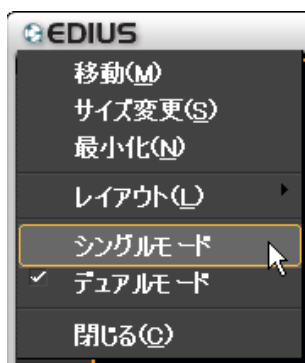 EDIUS
移動(M)
サイズ変更(S)
最小化(N)
レイアウト(L)
シングルモード
デュアルモード
閉じる(C)